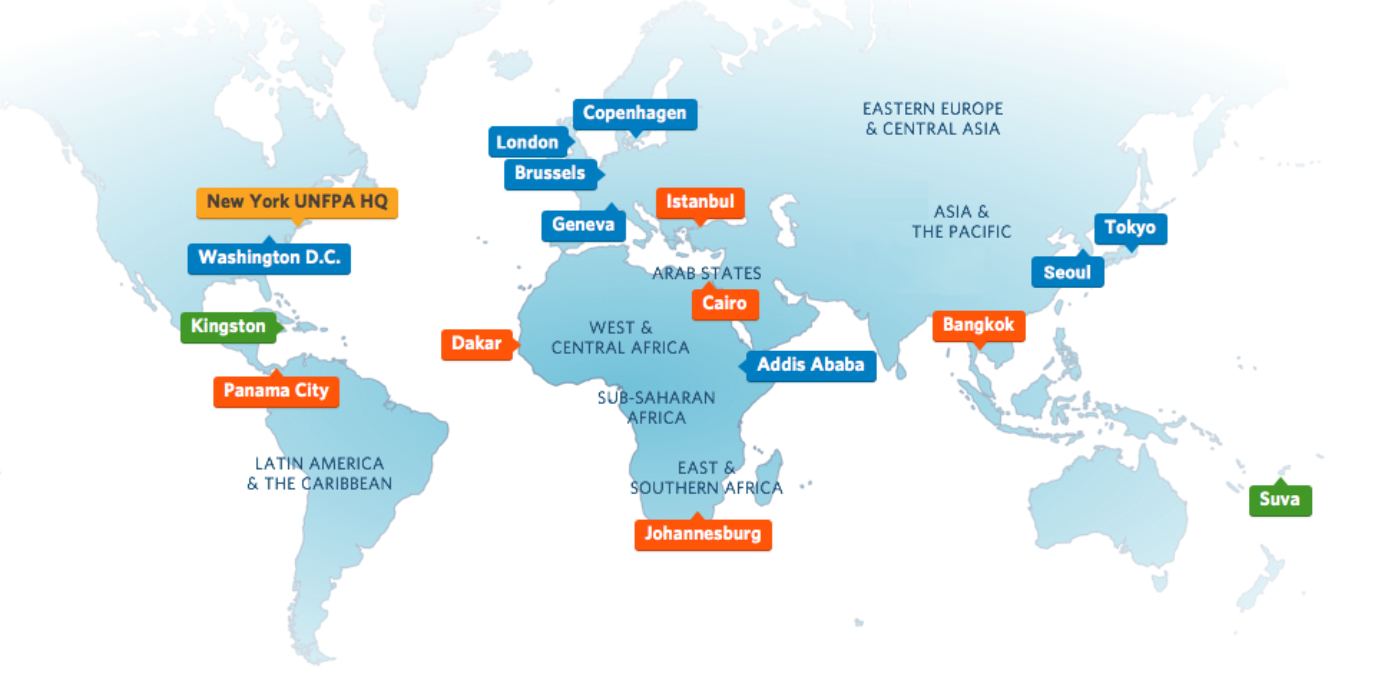 Copenhagen
EASTERN EUROPE
& CENTRAL ASIA
London
Brussels
New York UNFPA HQ
Istanbul
Geneva
ASIA &
THE PACIFIC
Tokyo
Washington D.C.
Seoul
ARAB STATES
Cairo
Kingston
WEST &
CENTRAL AFRICA
Dakar
Bangkok
Addis Ababa
Panama City
SUB-SAHARAN
AFRICA
LATIN AMERICA
& THE CARIBBEAN
EAST &
SOUTHERN AFRICA
Suva
Johannesburg